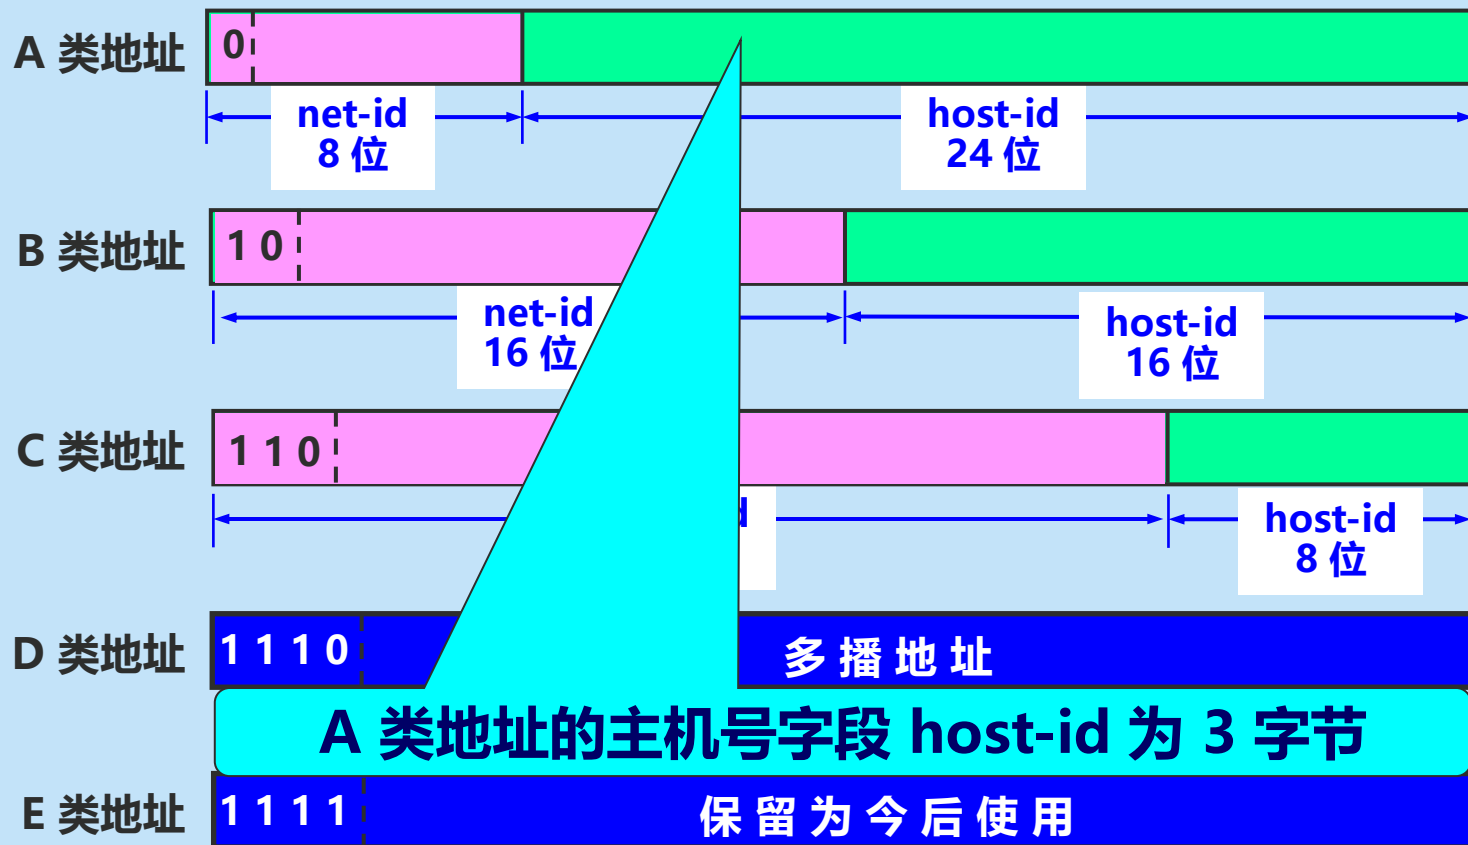 A 类地址
0
net-id
8 位
host-id
24 位
B 类地址
1 0
net-id
16 位
host-id
16 位
C 类地址
1 1 0
host-id
8 位
D 类地址
1 1 1 0
多 播 地 址
A 类地址的主机号字段 host-id 为 3 字节
E 类地址
1 1 1 1
保 留 为 今 后 使 用